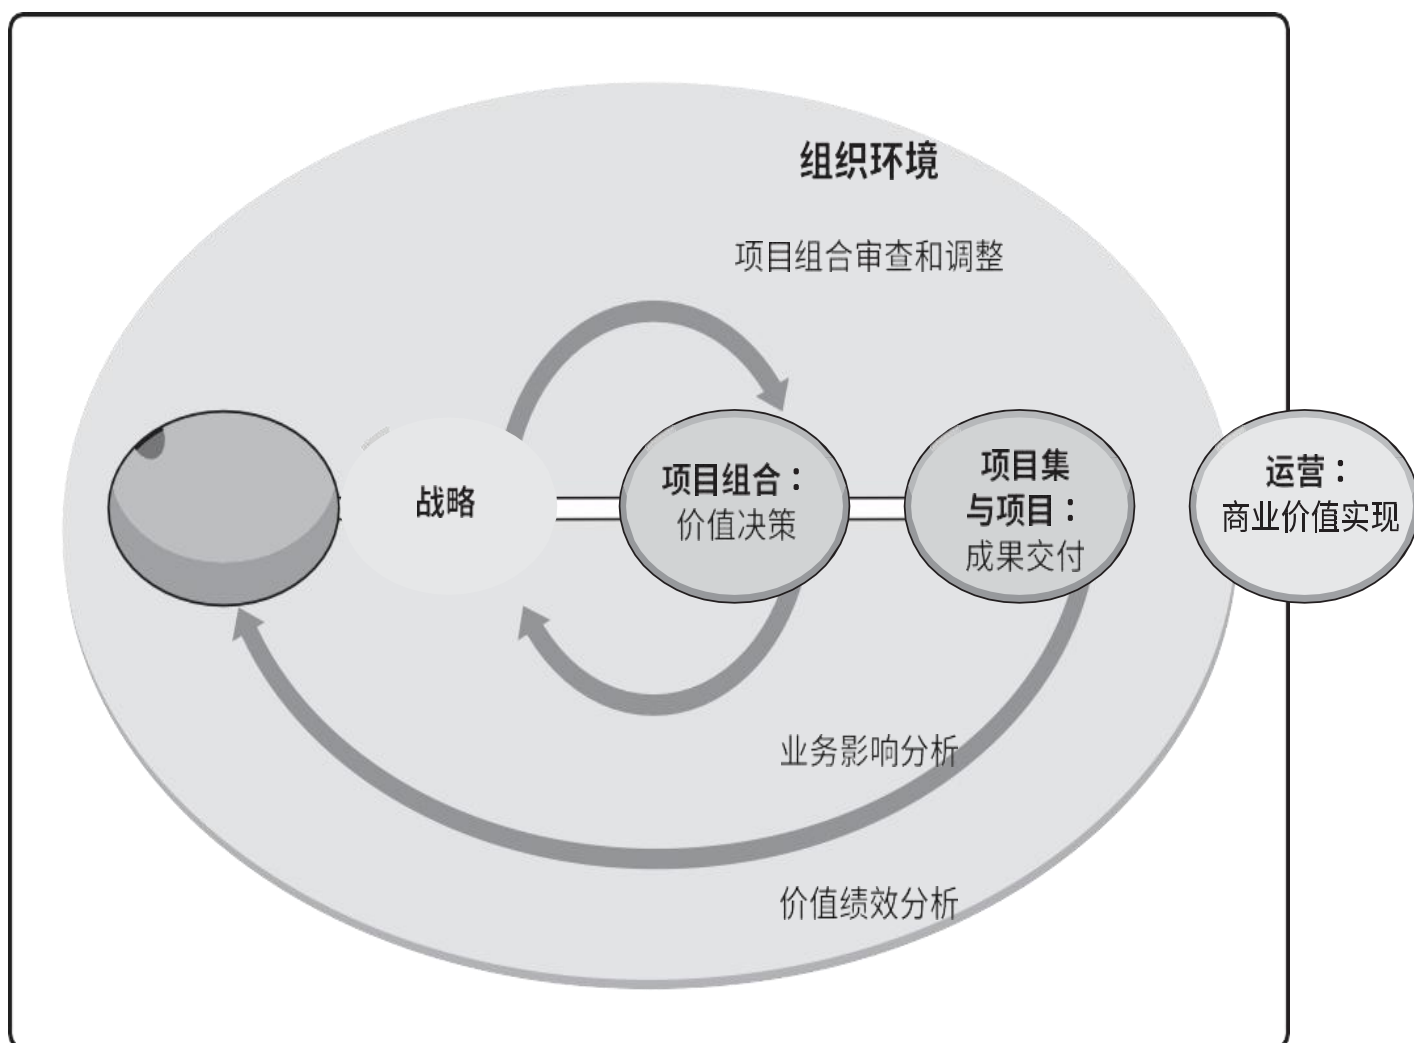 组织环境
项目组合审查和调整
战略
项目组合：
价值决策
项目集
与项目：
成果交付
运营：
商业价值实现
业务影响分析
价值绩效分析